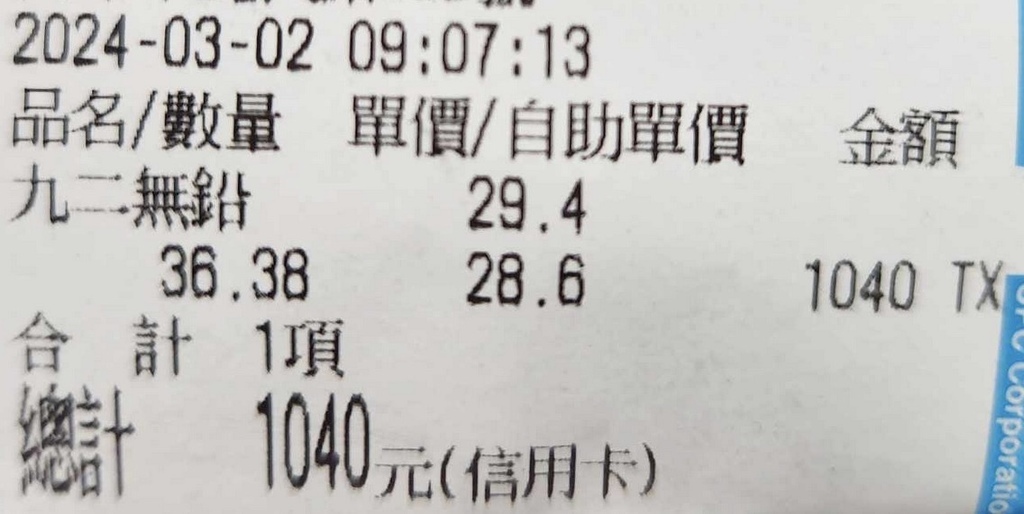 2024-03-02 09:07:13
品名/數量 單價/自助單價 金額
九二無鉛 29.4
36.38 28.6 1040 TX
合 計 1項
總計 1040元(信用卡)
CPC Corporatio